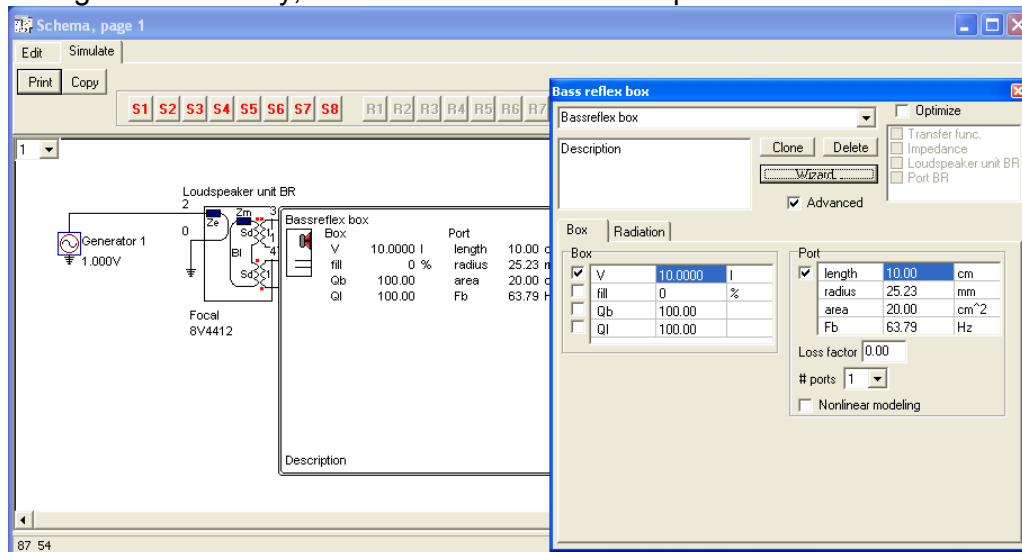 Schema, page 1
Edit Simulate
Print Copy
S1 S2 S3 S4 S5 S6 S7 S8 R1 R2 R3 R4 R5 R6 R7
1
Loudspeaker unit BR
2 3
Ze Zm
0 Sd 1 1
Bl 4
Sd 1
Generator 1
1.000V
Focal
8V4412
Bassreflex box
Box Port
V 10.0000 l length 10.00
fill 0 % radius 25.23
Qb 100.00 area 20.00
Ql 100.00 Fb 63.79
Description
87 54
Bass reflex box
Bassreflex box
Optimize
Transfer func.
Impedance
Loudspeaker unit BR
Port BR
Description
Clone Delete
Wizard...
Advanced
Box Radiation
Box
V 10.0000 l
fill 0 %
Qb 100.00
Ql 100.00
Port
length 10.00 cm
radius 25.23 mm
area 20.00 cm^2
Fb 63.79 Hz
Loss factor 0.00
# ports 1
Nonlinear modeling